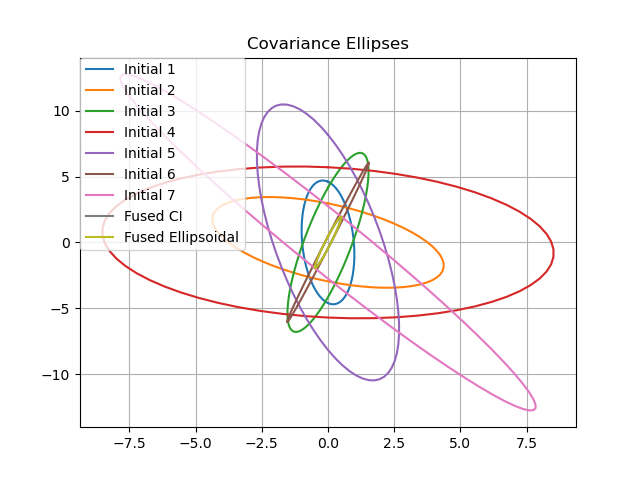 Covariance Ellipses
Initial 1
Initial 2
Initial 3
Initial 4
Initial 5
Initial 6
Initial 7
Fused CI
Fused Ellipsoidal
10
5
0
−5
−10
−7.5 −5.0 −2.5 0.0 2.5 5.0 7.5